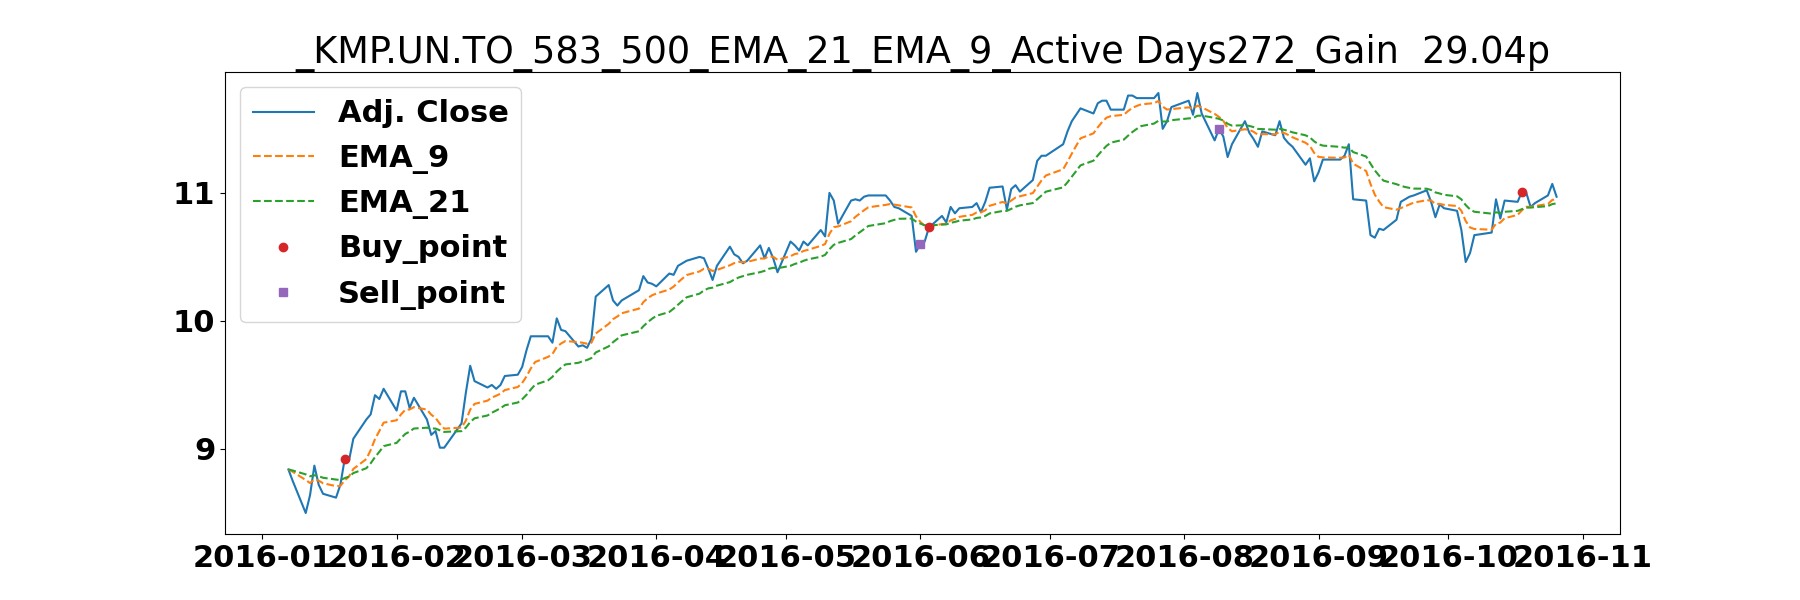 _KMP.UN.TO_583_500_EMA_21_EMA_9_Active Days272_Gain  29.04p
Adj. Close
EMA_9
EMA_21
Buy_point
Sell_point
11
10
9
2016-01 2016-02 2016-03 2016-04 2016-05 2016-06 2016-07 2016-08 2016-09 2016-10 2016-11